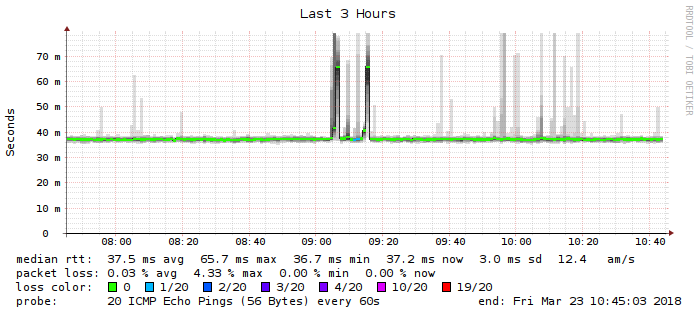 Last 3 Hours
RRDTOOL / TOBI OETIKER
Seconds
70 m
60 m
50 m
40 m
30 m
20 m
10 m
0
08:00 08:20 08:40 09:00 09:20 09:40 10:00 10:20 10:40
median rtt: 37.5 ms avg 65.7 ms max 36.7 ms min 37.2 ms now 3.0 ms sd 12.4 am/s
packet loss: 0.03 % avg 4.33 % max 0.00 % min 0.00 % now
loss color: 0 1/20 2/20 3/20 4/20 10/20 19/20
probe: 20 ICMP Echo Pings (56 Bytes) every 60s end: Fri Mar 23 10:45:03 2018